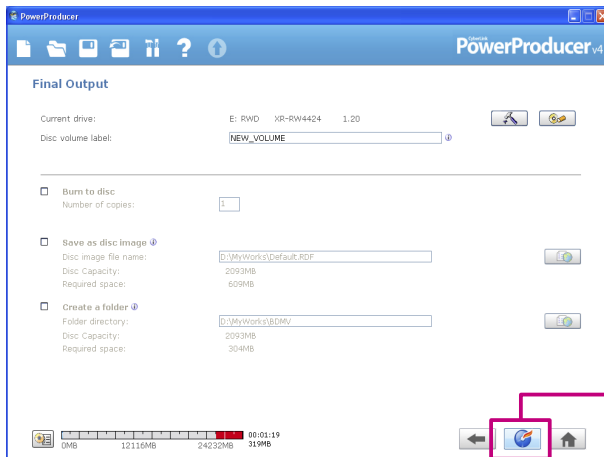 PowerProducer
CyberLink
PowerProducer v4
Final Output
Current drive: E: RWD XR-RW4424 1.20
Disc volume label: NEW_VOLUME
Burn to disc
Number of copies: 1
Save as disc image
Disc image file name: D:\MyWorks\Default.RDF
Disc Capacity: 2093MB
Required space: 609MB
Create a folder
Folder directory: D:\MyWorks\BDMV
Disc Capacity: 2093MB
Required space: 304MB
00:01:19
0MB 12116MB 24232MB 319MB